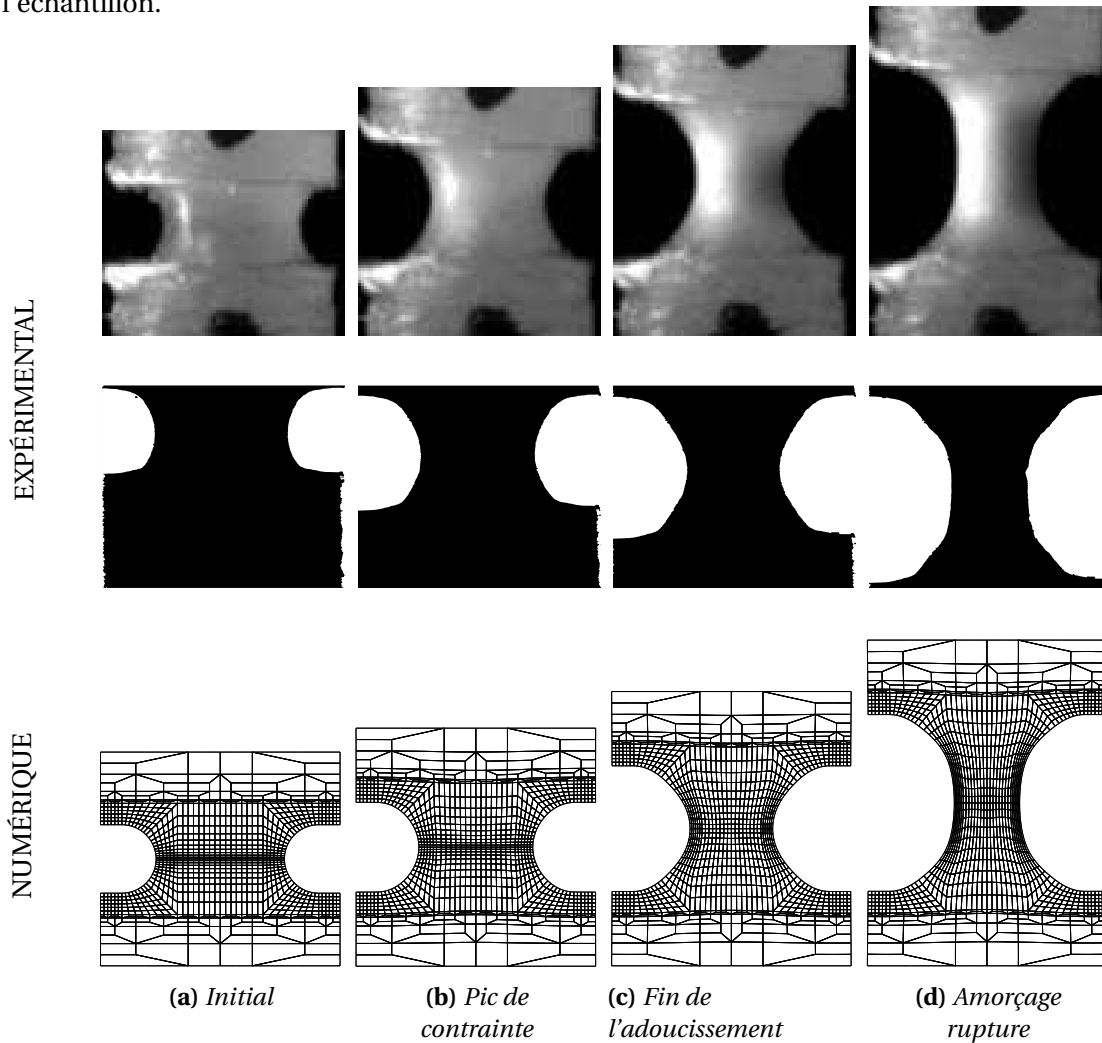 l'échantillon.
EXPÉRIMENTAL
NUMÉRIQUE
(a) Initial
(b) Pic de
contrainte
(c) Fin de
l'adoucissement
(d) Amorçage
rupture